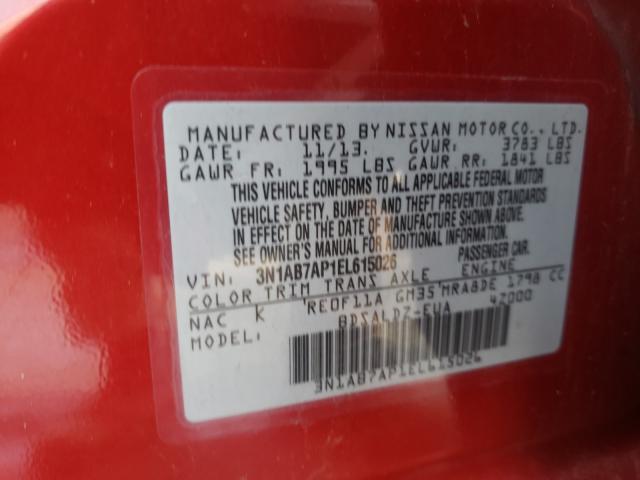 MANUFACTURED BY NISSAN MOTOR CO., LTD.
DATE: 11/13. GVWR: 3783 LBS
GAWR FR: 1995 LBS GAWR RR: 1841 LBS
THIS VEHICLE CONFORMS TO ALL APPLICABLE FEDERAL MOTOR
VEHICLE SAFETY, BUMPER AND THEFT PREVENTION STANDARDS
IN EFFECT ON THE DATE OF MANUFACTURE SHOWN ABOVE.
SEE OWNER'S MANUAL FOR ADDITIONAL INFORMATION.
VIN: 3N1AB7AP1EL615026 PASSENGER CAR.
COLOR TRIM TRANS AXLE ENGINE
NAC K RE0F11A GM35 MRA8DE 1798 CC
MODEL: BDSALDZ-EUA 42000
3N1AB7AP1EL615026